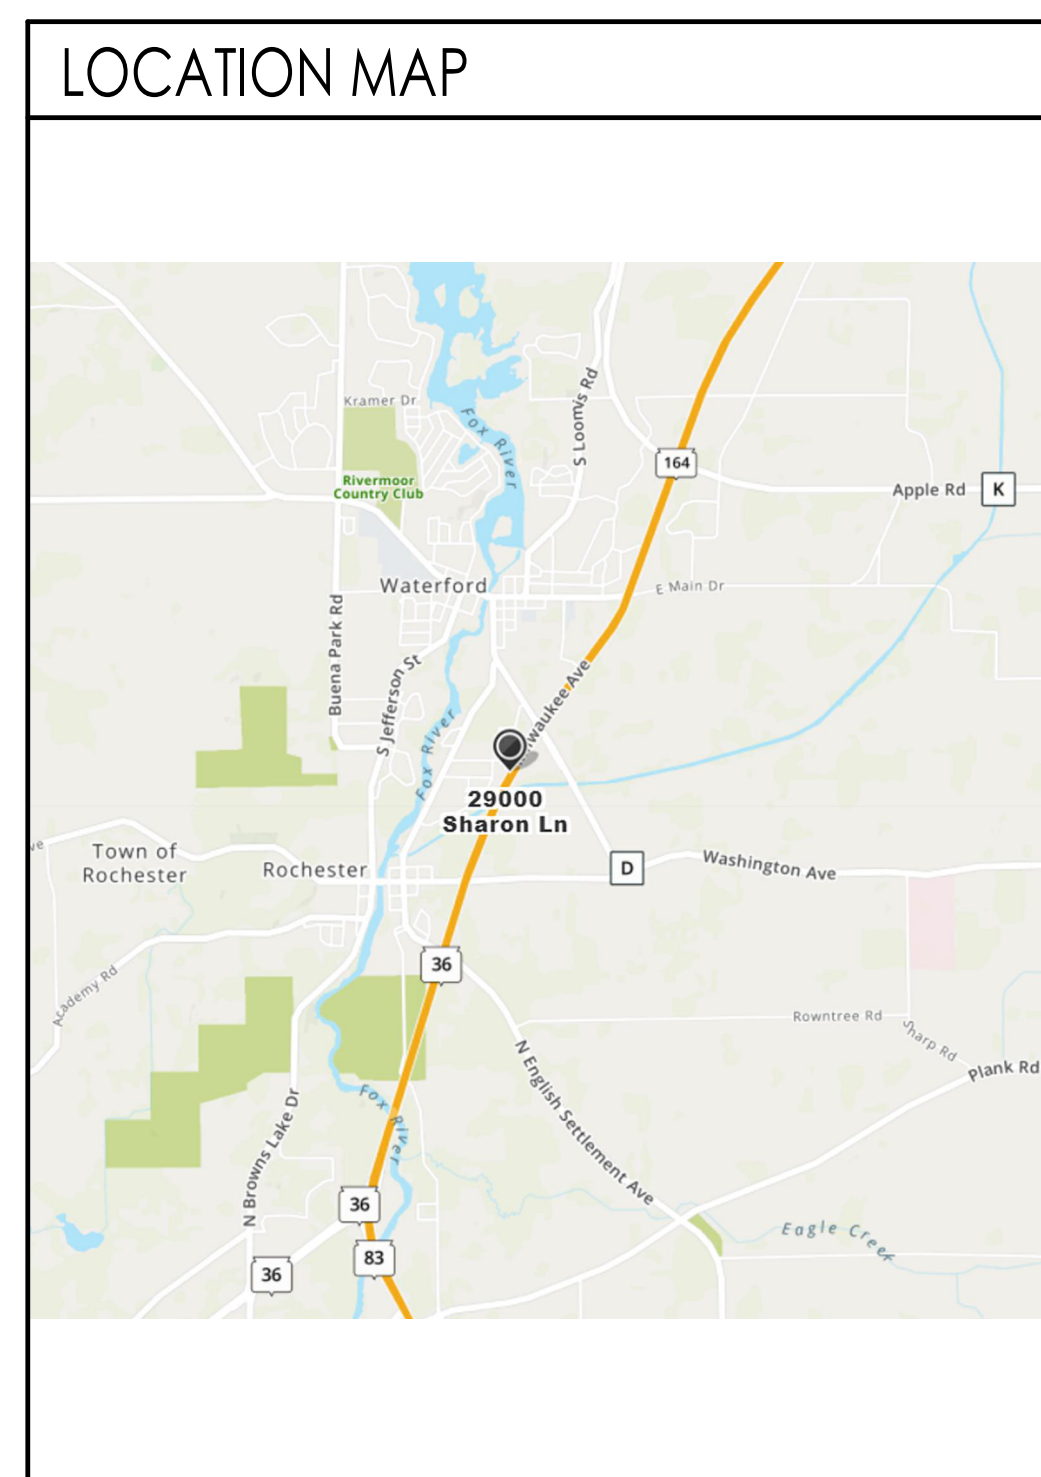 LOCATION MAP
Kramer Dr
Fox River
S Loomis Rd
164
Rivermoor
Country Club
Apple Rd
K
Waterford
E Main Dr
Buena Park Rd
S Jefferson St
Fox River
29000
Sharon Ln
Town of
Rochester
Rochester
D
Washington Ave
36
Academy Rd
Rowntree Rd
Sharp Rd
Plank Rd
N English Settlement Ave
Fox River
N Browns Lake Dr
36
83
36
Eagle Creek